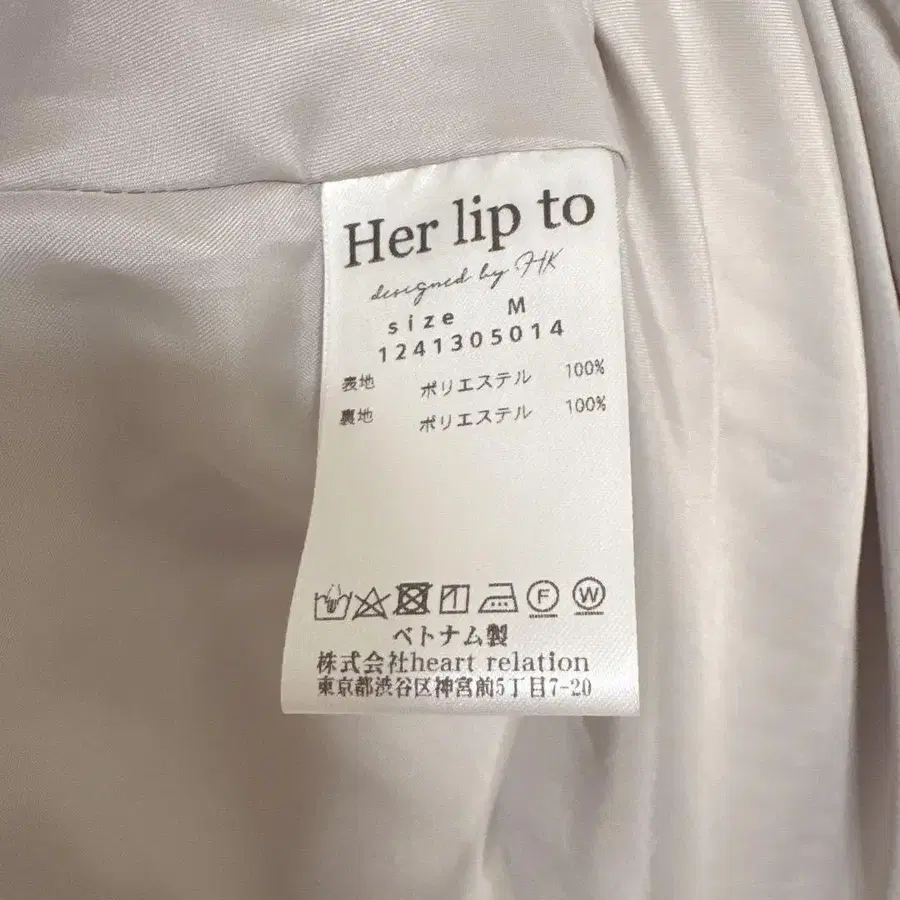 Her lip to
designed by HK
size M
1241305014
表地 ポリエステル 100%
裏地 ポリエステル 100%
F W
ベトナム製
株式会社heart relation
東京都渋谷区神宮前5丁目7-20